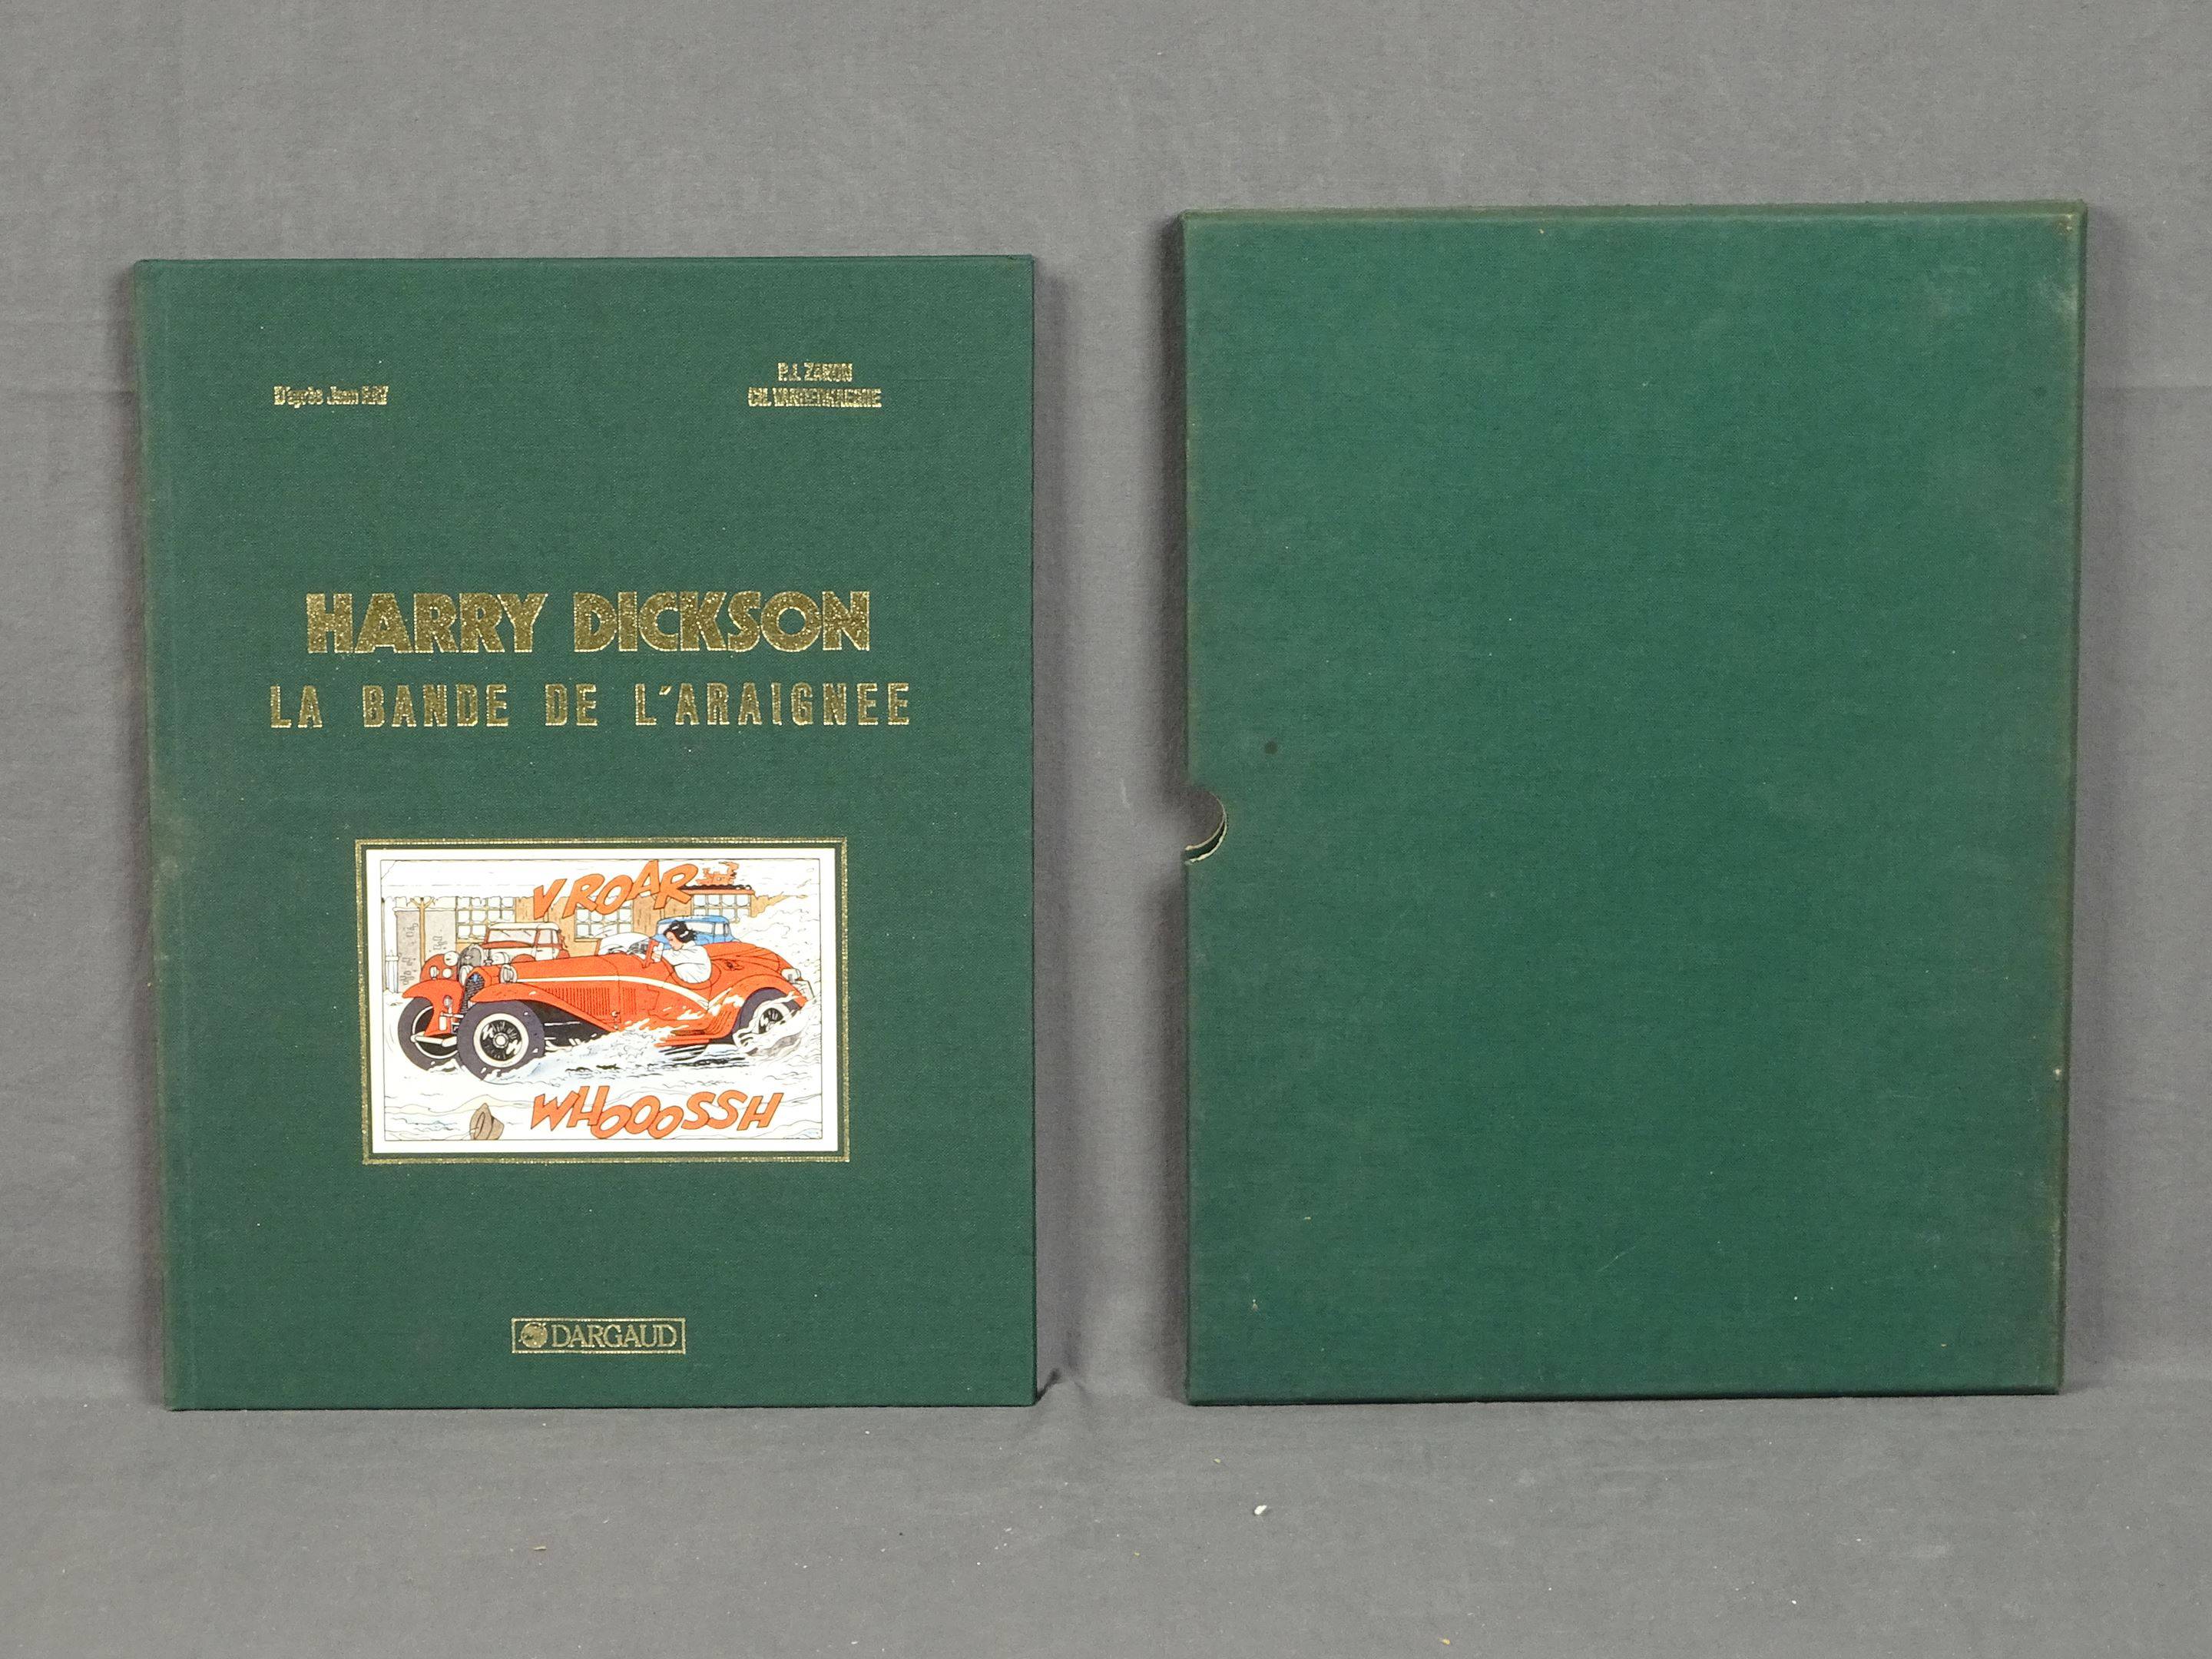 D'après Jean RAY
P.J. ZANON
CH. VANDERHAEGHE
HARRY DICKSON
LA BANDE DE L'ARAIGNEE
VROAR
WHOOOSSH
DARGAUD